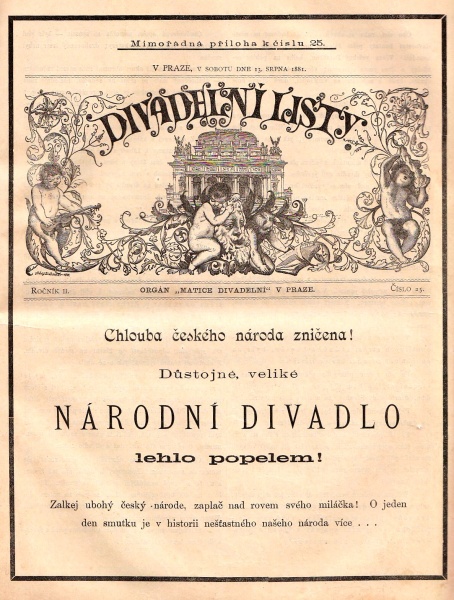 Mimořádná příloha k číslu 25.
V PRAZE, V SOBOTU DNE 13. SRPNA 1881.
DIVADELNÍ LISTY.
ROČNÍK II. ORGÁN „MATICE DIVADELNÍ“ V PRAZE. ČÍSLO 25.
Chlouba českého národa zničena!
Důstojné, veliké
NÁRODNÍ DIVADLO
lehlo popelem!
Zalkej ubohý český národe, zaplač nad rovem svého miláčka! O jeden
den smutku je v historii nešťastného našeho národa více . . .